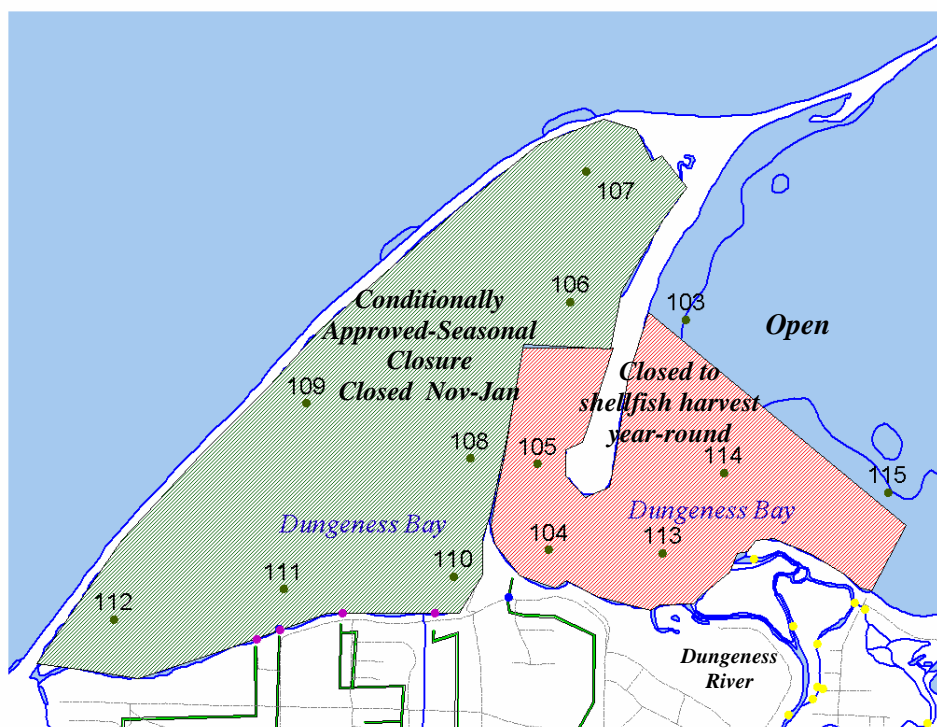 107
106
103
Conditionally
Approved-Seasonal
Closure
Closed Nov-Jan
Open
Closed to
shellfish harvest
year-round
109
108
105
114
115
Dungeness Bay
Dungeness Bay
104
113
110
111
112
Dungeness
River